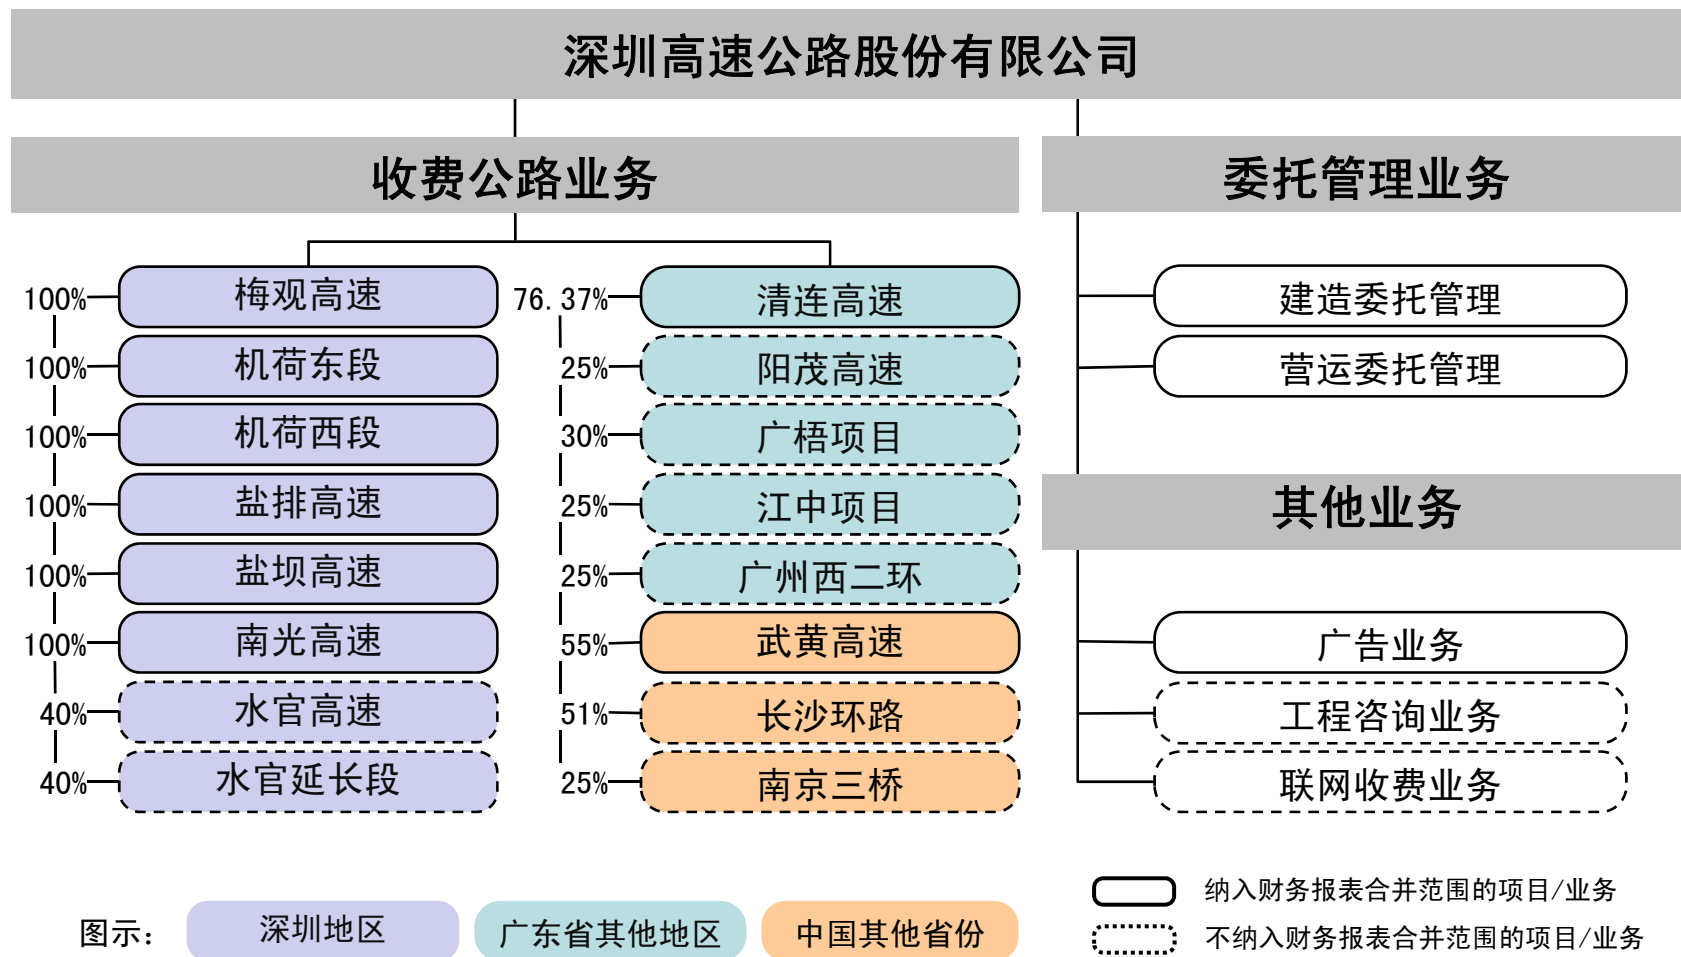 深圳高速公路股份有限公司
收费公路业务
100% 梅观高速
100% 机荷东段
100% 机荷西段
100% 盐排高速
100% 盐坝高速
100% 南光高速
40% 水官高速
40% 水官延长段
76.37% 清连高速
25% 阳茂高速
30% 广梧项目
25% 江中项目
25% 广州西二环
55% 武黄高速
51% 长沙环路
25% 南京三桥
委托管理业务
建造委托管理
营运委托管理
其他业务
广告业务
工程咨询业务
联网收费业务
图示： 深圳地区 广东省其他地区 中国其他省份
纳入财务报表合并范围的项目/业务
不纳入财务报表合并范围的项目/业务